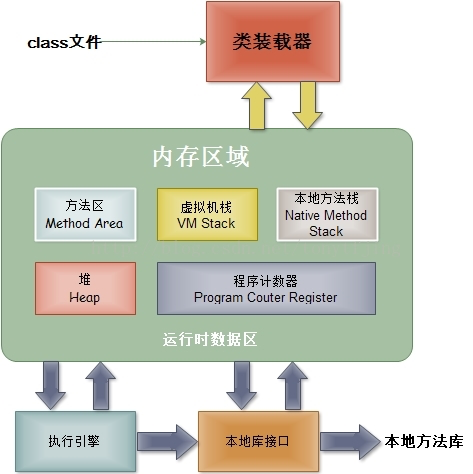 类装载器
class文件
内存区域
方法区
Method Area
虚拟机栈
VM Stack
本地方法栈
Native Method
Stack
堆
Heap
程序计数器
Program Couter Register
运行时数据区
执行引擎
本地库接口
本地方法库